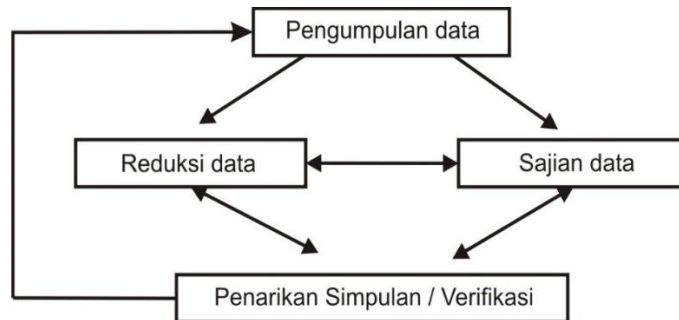 Pengumpulan data
Reduksi data
Sajian data
Penarikan Simpulan / Verifikasi